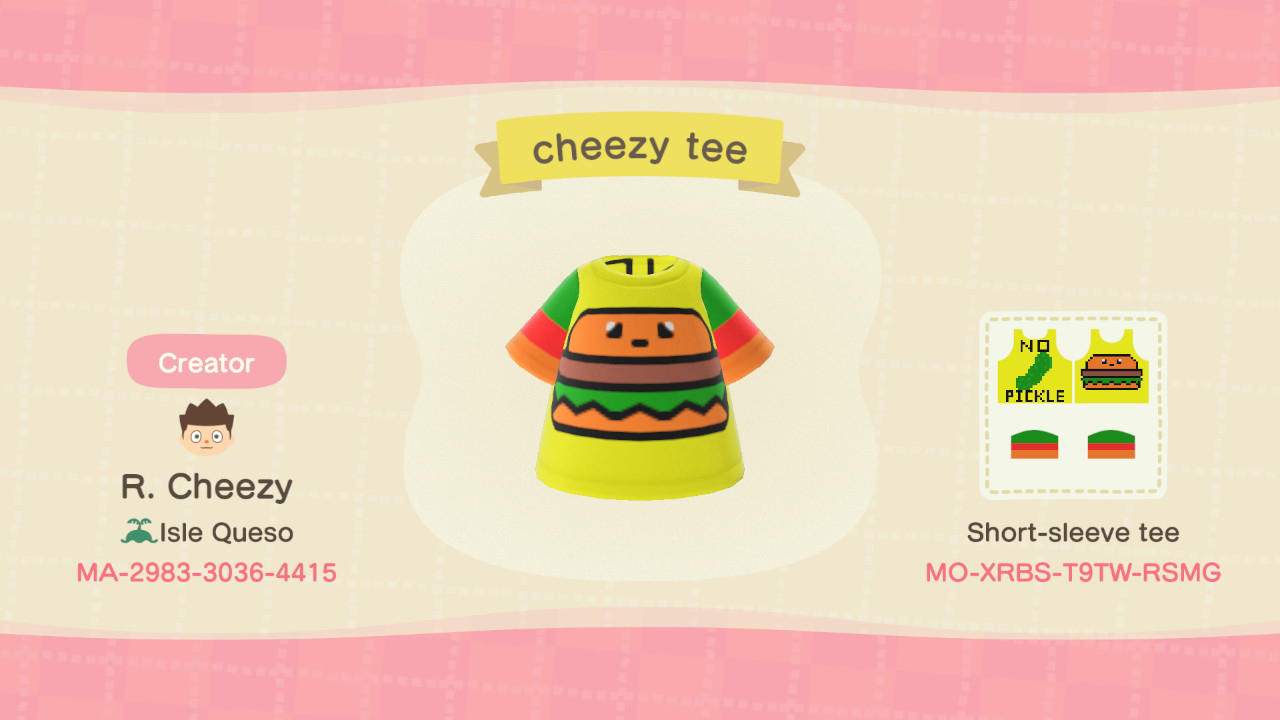 cheezy tee
Creator
R. Cheezy
Isle Queso
MA-2983-3036-4415
NO
PICKLE
Short-sleeve tee
MO-XRBS-T9TW-RSMG